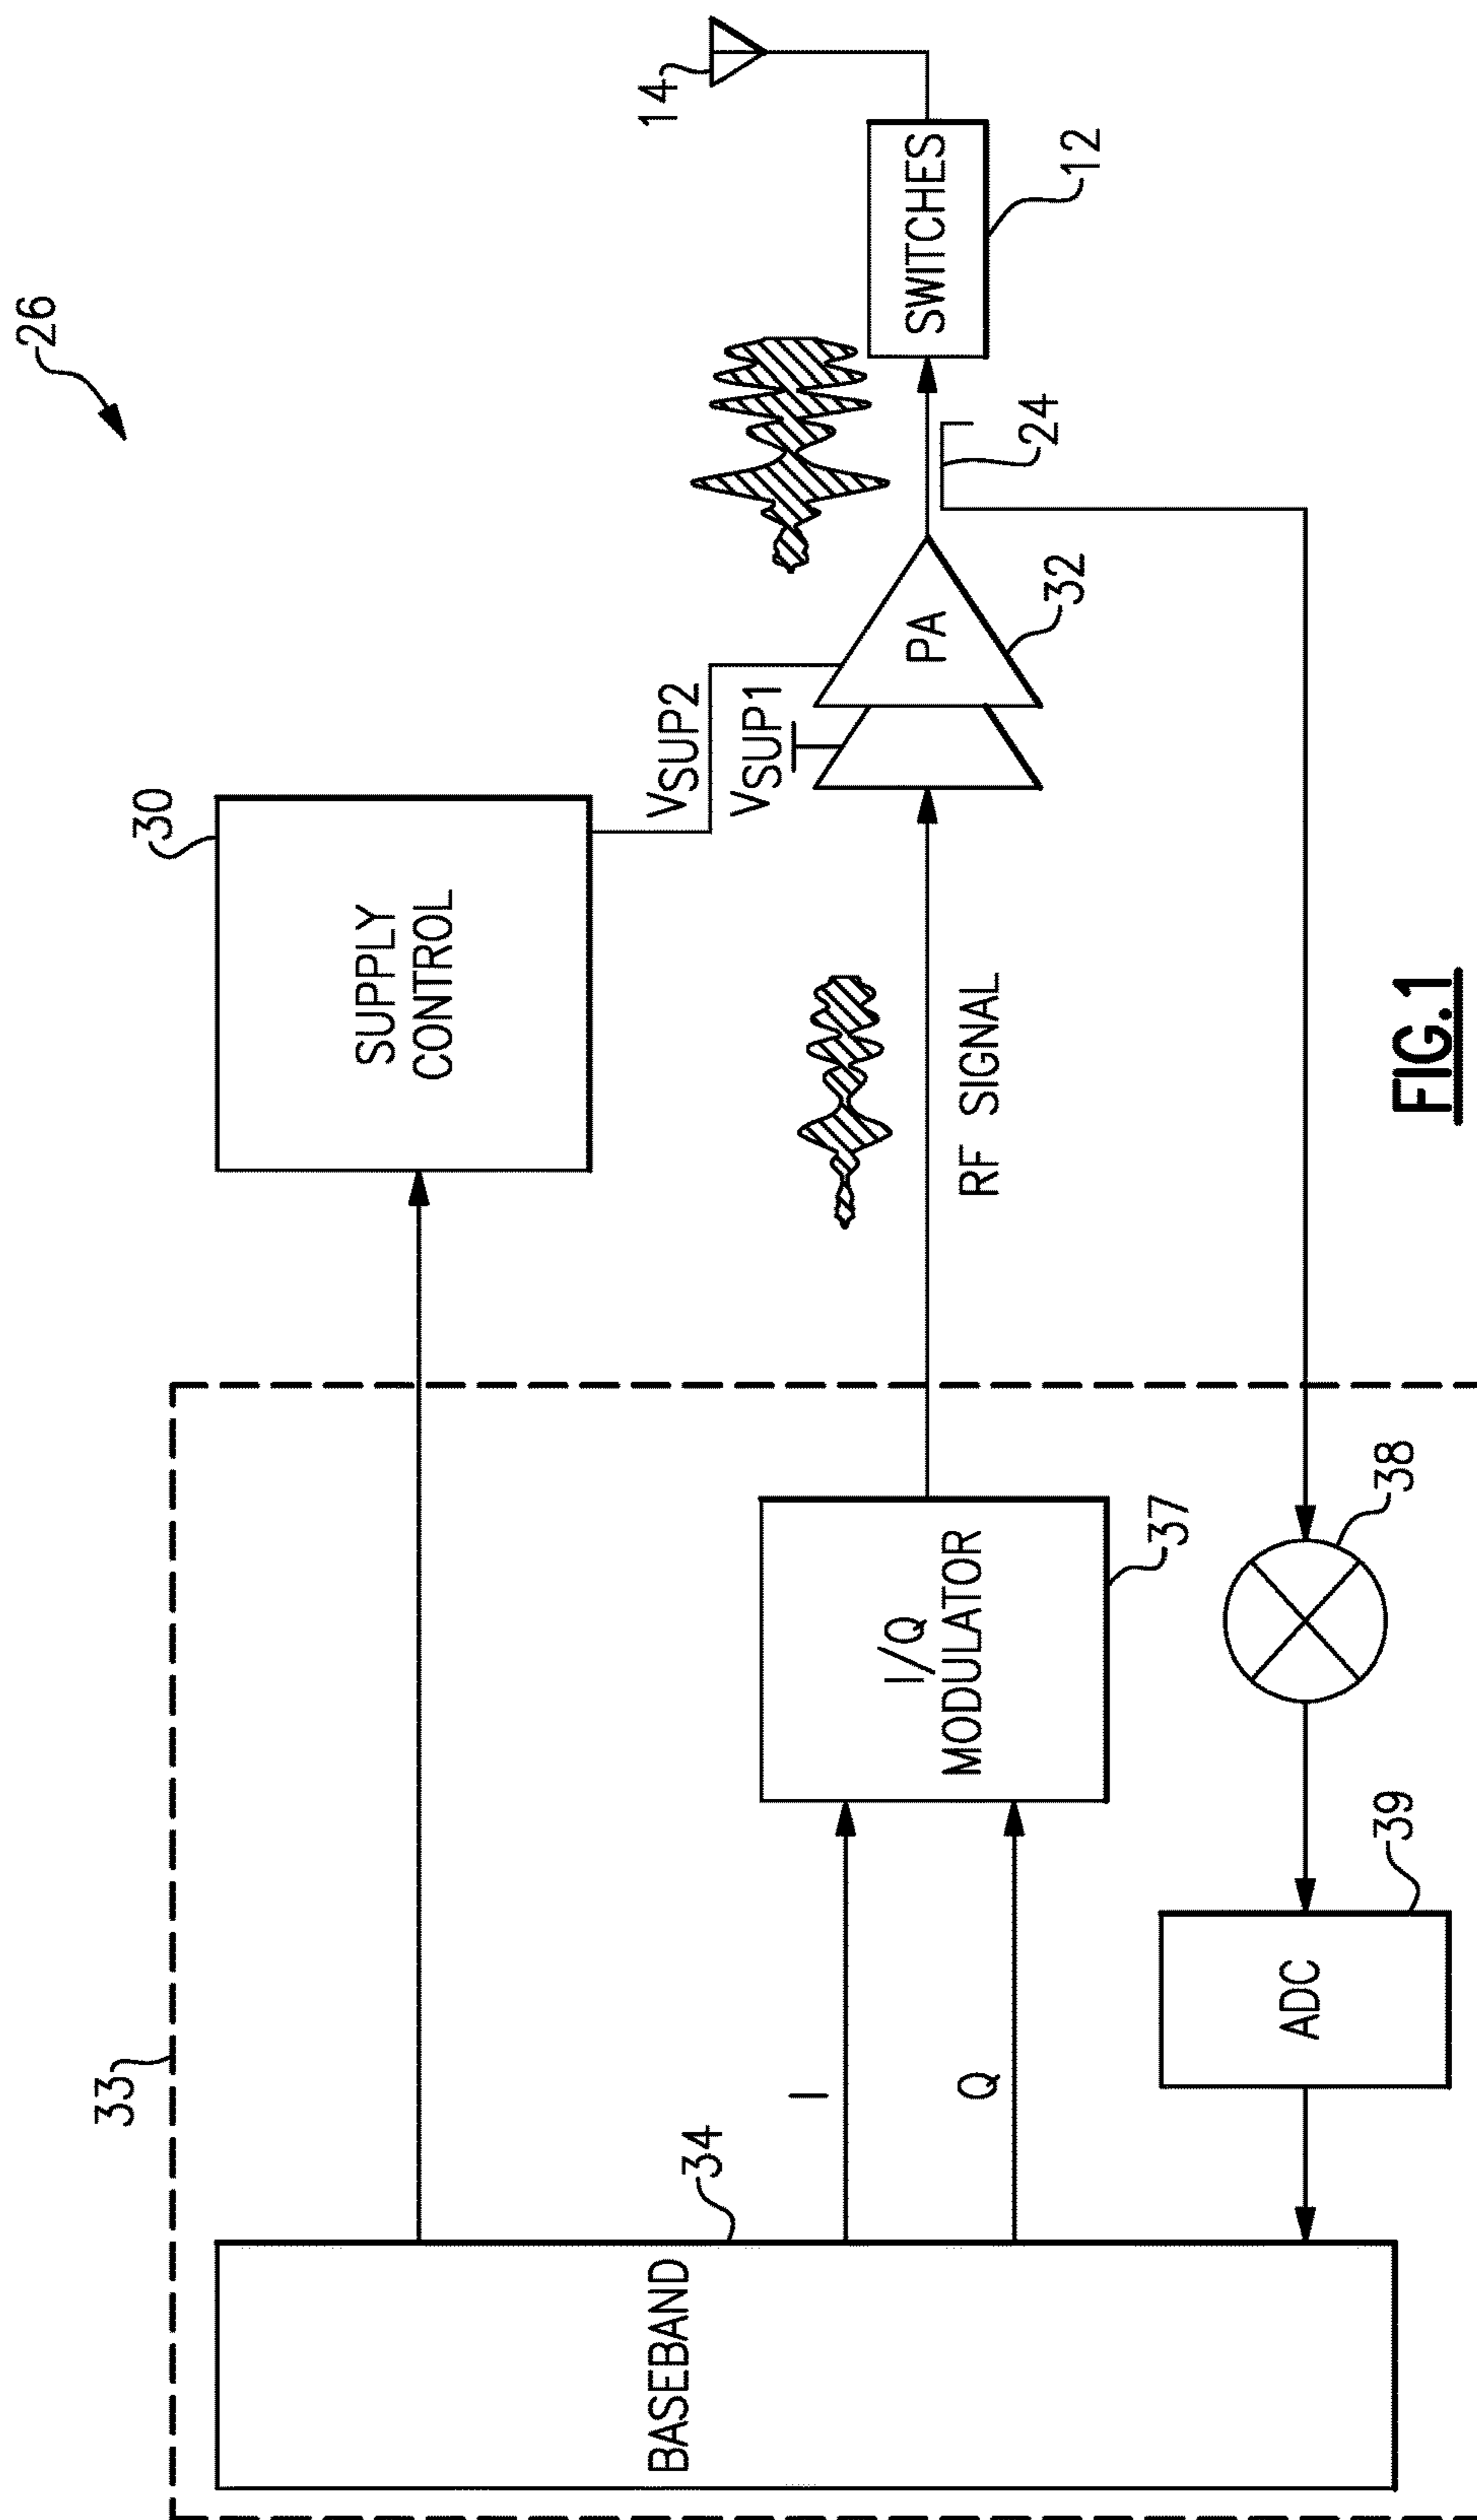 26
33
30
SUPPLY
CONTROL
14
VSUP2
VSUP1
34
BASEBAND
I
Q
I/Q
MODULATOR
37
RF SIGNAL
PA
32
24
SWITCHES
12
ADC
39
38
FIG.1